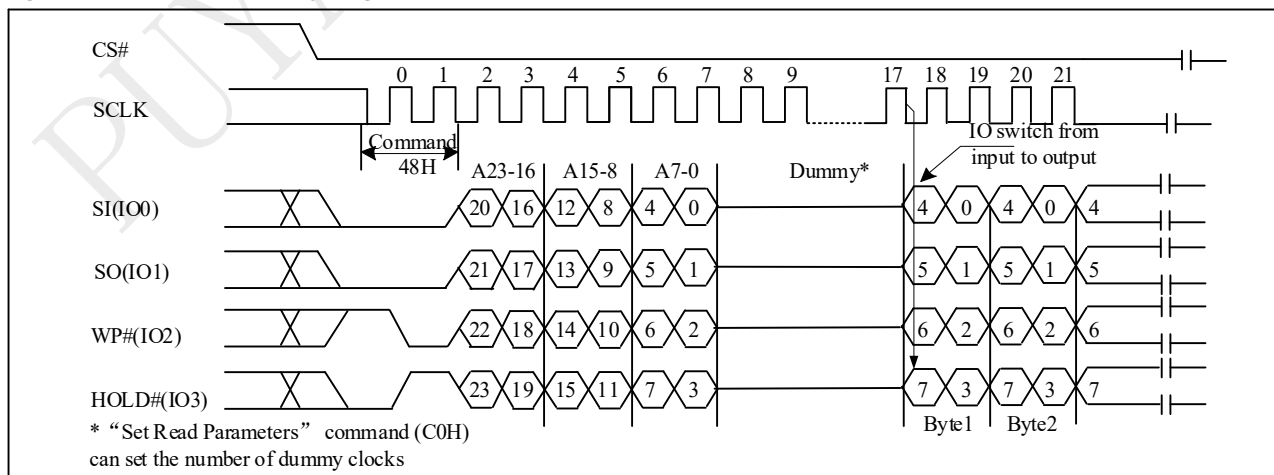 PUYA
CS#
0 1 2 3 4 5 6 7 8 9 17 18 19 20 21
SCLK
Command
48H
IO switch from
input to output
A23-16 A15-8 A7-0 Dummy*
SI(IO0) 20 16 12 8 4 0 4 0 4 0 4
SO(IO1) 21 17 13 9 5 1 5 1 5 1 5
WP#(IO2) 22 18 14 10 6 2 6 2 6 2 6
HOLD#(IO3) 23 19 15 11 7 3 7 3 7 3 7
Byte1 Byte2
* “Set Read Parameters” command (C0H)
can set the number of dummy clocks